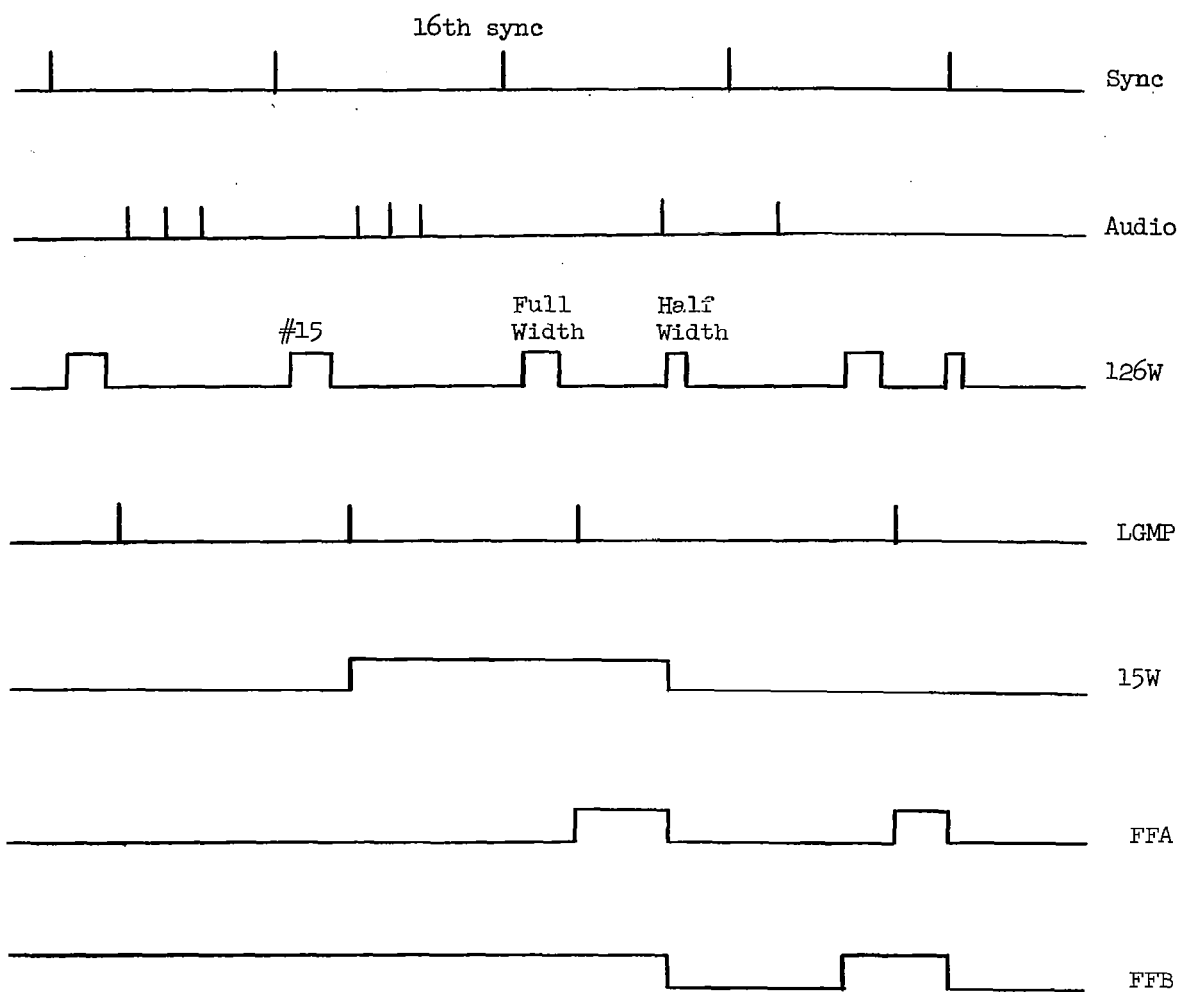 16th sync
Sync
Audio
#15
Full
Width
Half
Width
126W
LGMP
15W
FFA
FFB